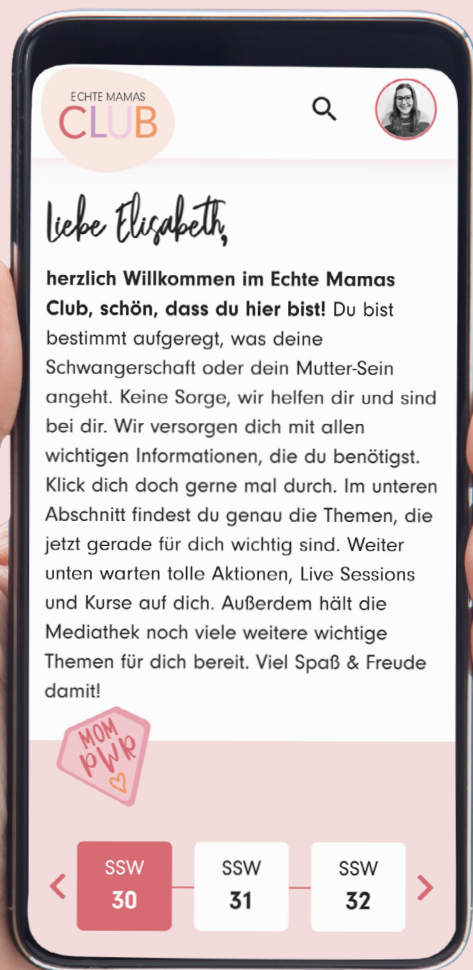 ECHTE MAMAS
CLUB
Liebe Elisabeth,
herzlich Willkommen im Echte Mamas
Club, schön, dass du hier bist! Du bist
bestimmt aufgeregt, was deine
Schwangerschaft oder dein Mutter-Sein
angeht. Keine Sorge, wir helfen dir und sind
bei dir. Wir versorgen dich mit allen
wichtigen Informationen, die du benötigst.
Klick dich doch gerne mal durch. Im unteren
Abschnitt findest du genau die Themen, die
jetzt gerade für dich wichtig sind. Weiter
unten warten tolle Aktionen, Live Sessions
und Kurse auf dich. Außerdem hält die
Mediathek noch viele weitere wichtige
Themen für dich bereit. Viel Spaß & Freude
damit!
MOM
PWR
SSW SSW SSW
30 31 32